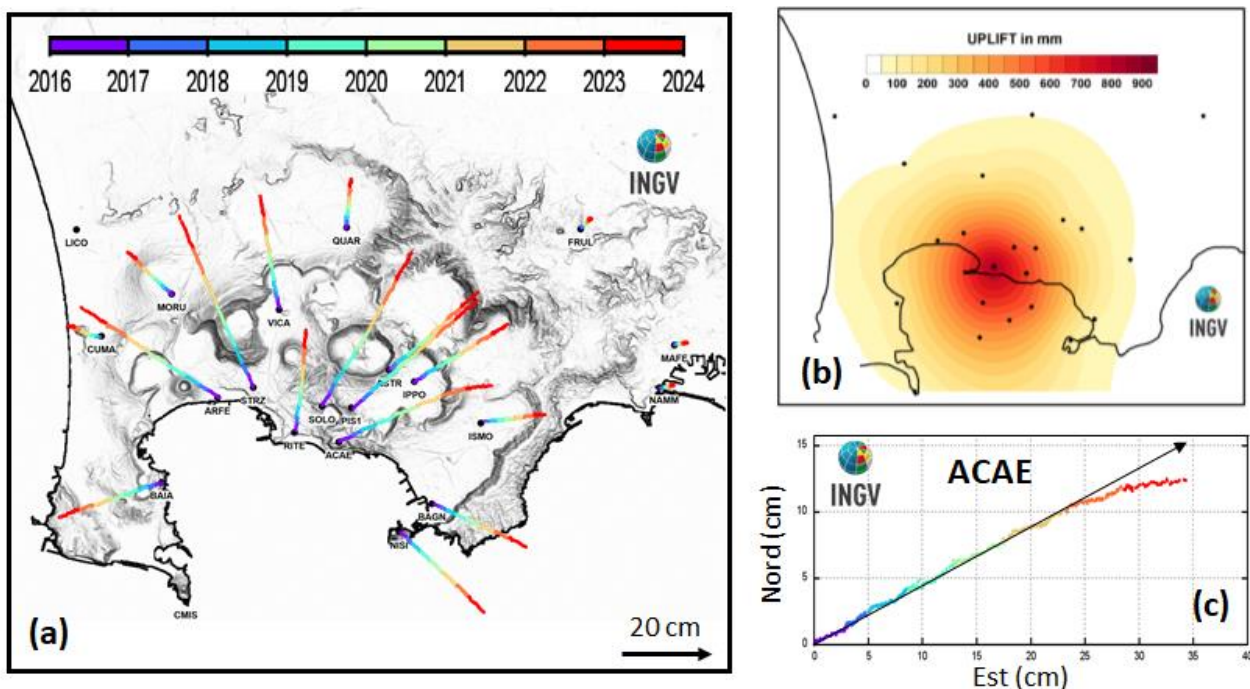 2016 2017 2018 2019 2020 2021 2022 2023 2024
INGV
LICO
QUAR
FRUL
MORU
VICA
CUMA
MAFE
ASTR
IPPO
NAMM
ARFE
STRZ
SOLO
PIS1
ISMO
RITE
ACAE
BAIA
BAGN
NISI
CMIS
(a)
20 cm
UPLIFT in mm
0 100 200 300 400 500 600 700 800 900
INGV
(b)
15
10
5
0
Nord (cm)
INGV
ACAE
(c)
0 5 10 15 20 25 30 35 40
Est (cm)